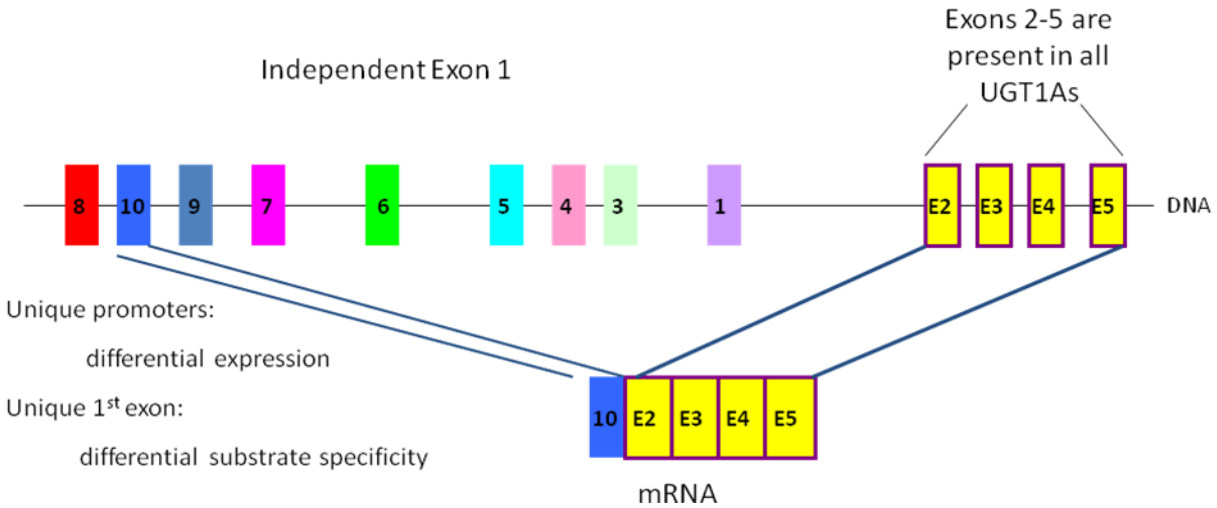 Exons 2-5 are
present in all
UGT1As
Independent Exon 1
8 10 9 7 6 5 4 3 1 E2 E3 E4 E5 DNA
Unique promoters:
differential expression
Unique 1st exon:
differential substrate specificity
10 E2 E3 E4 E5
mRNA